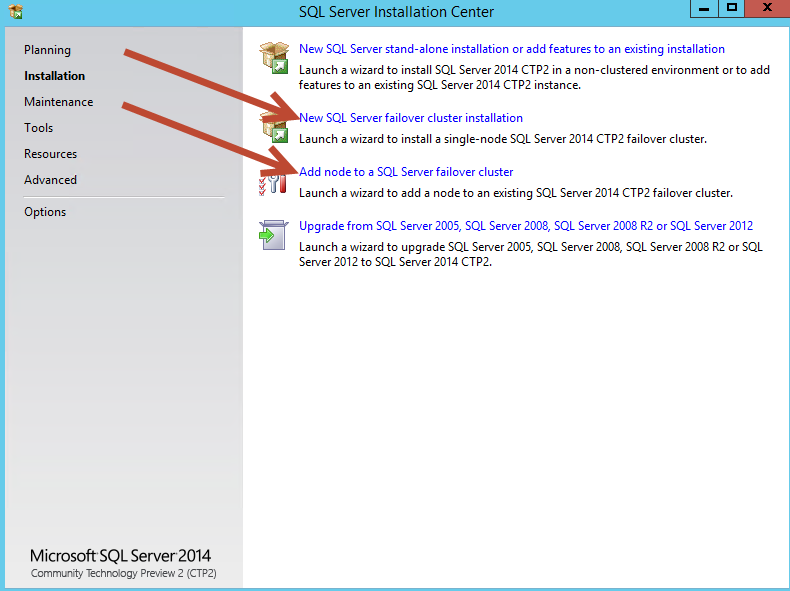 SQL Server Installation Center
Planning
Installation
Maintenance
Tools
Resources
Advanced
Options
New SQL Server stand-alone installation or add features to an existing installation
Launch a wizard to install SQL Server 2014 CTP2 in a non-clustered environment or to add
features to an existing SQL Server 2014 CTP2 instance.
New SQL Server failover cluster installation
Launch a wizard to install a single-node SQL Server 2014 CTP2 failover cluster.
Add node to a SQL Server failover cluster
Launch a wizard to add a node to an existing SQL Server 2014 CTP2 failover cluster.
Upgrade from SQL Server 2005, SQL Server 2008, SQL Server 2008 R2 or SQL Server 2012
Launch a wizard to upgrade SQL Server 2005, SQL Server 2008, SQL Server 2008 R2 or SQL
Server 2012 to SQL Server 2014 CTP2.
Microsoft SQL Server 2014
Community Technology Preview 2 (CTP2)